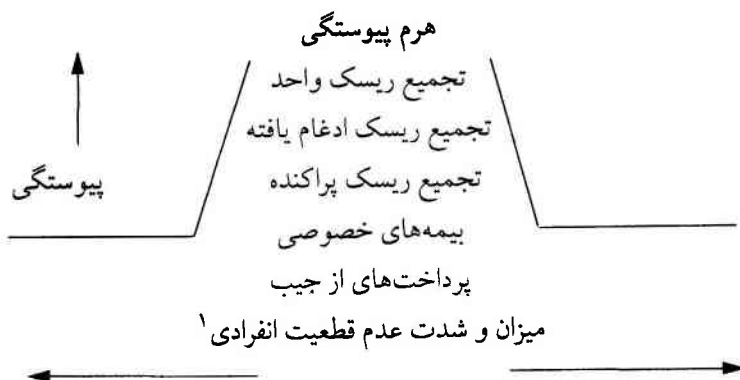 هرم پیوستگی
تجمیع ریسک واحد
تجمیع ریسک ادغام یافته
تجمیع ریسک پراکنده
پیوستگی
بیمه‌های خصوصی
پرداخت‌های از جیب
میزان و شدت عدم قطعیت انفرادی۱